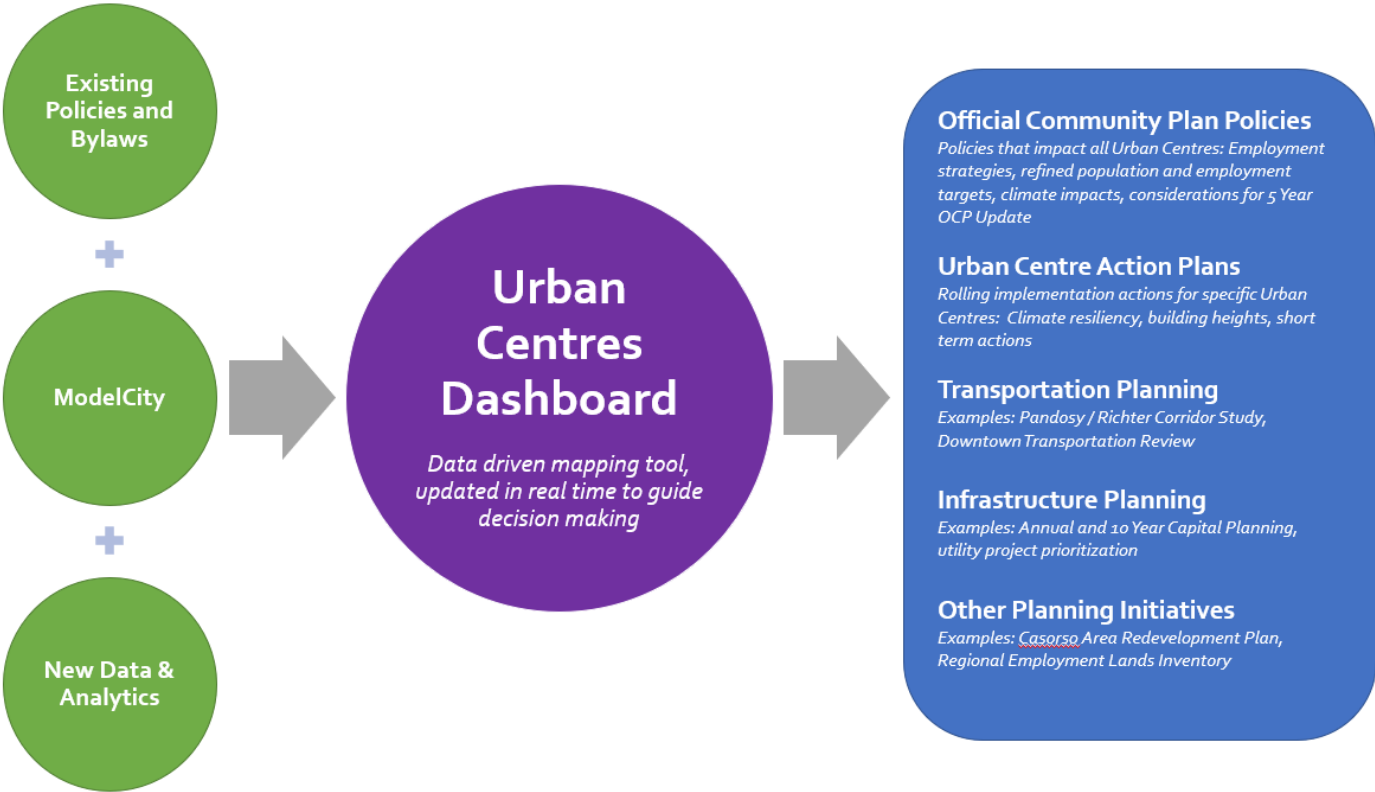 Existing
Policies and
Bylaws
ModelCity
New Data &
Analytics
Urban
Centres
Dashboard
Data driven mapping tool,
updated in real time to guide
decision making
Official Community Plan Policies
Policies that impact all Urban Centres: Employment
strategies, refined population and employment
targets, climate impacts, considerations for 5 Year
OCP Update
Urban Centre Action Plans
Rolling implementation actions for specific Urban
Centres:  Climate resiliency, building heights, short
term actions
Transportation Planning
Examples: Pandosy / Richter Corridor Study,
Downtown Transportation Review
Infrastructure Planning
Examples: Annual and 10 Year Capital Planning,
utility project prioritization
Other Planning Initiatives
Examples: Casorso Area Redevelopment Plan,
Regional Employment Lands Inventory